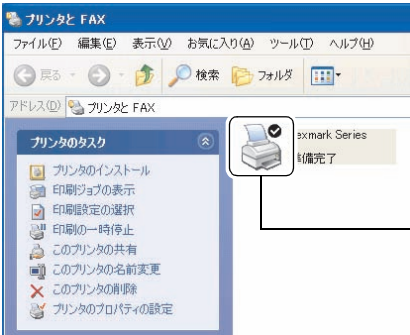 プリンタと FAX
ファイル(F) 編集(E) 表示(V) お気に入り(A) ツール(T) ヘルプ(H)
戻る 検索 フォルダ
アドレス(D) プリンタと FAX
プリンタのタスク
プリンタのインストール
印刷ジョブの表示
印刷設定の選択
印刷の一時停止
このプリンタの共有
このプリンタの名前変更
このプリンタの削除
プリンタのプロパティの設定
exmark Series
準備完了